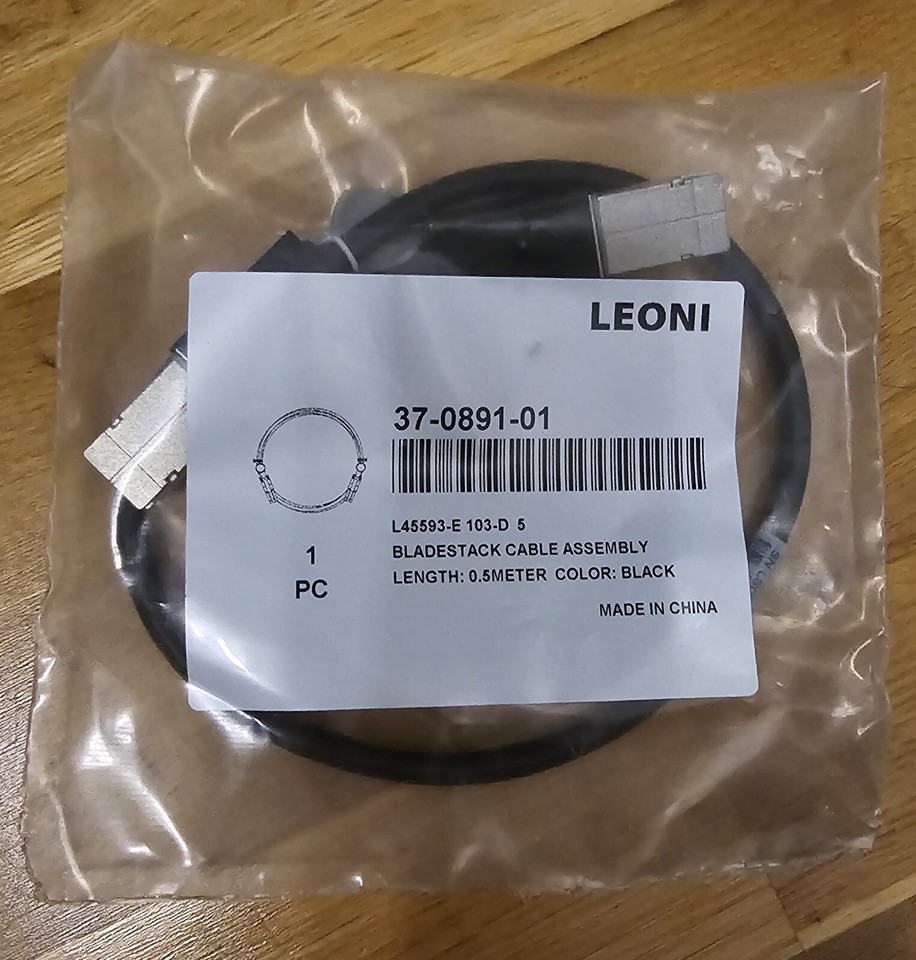 LEONI
37-0891-01
L45593-E 103-D 5
BLADESTACK CABLE ASSEMBLY
LENGTH: 0.5METER COLOR: BLACK
1
PC
MADE IN CHINA
S/N